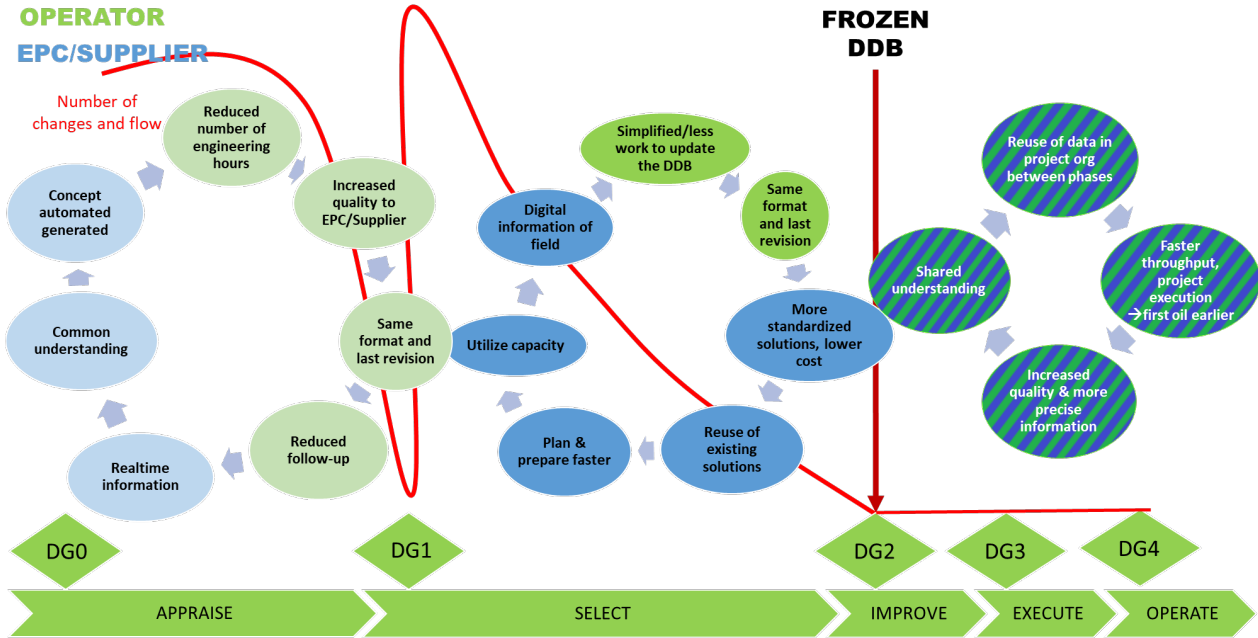 OPERATOR
EPC/SUPPLIER
Number of
changes and flow
Reduced
number of
engineering
hours
Concept
automated
generated
Increased
quality to
EPC/Supplier
Common
understanding
Same
format and
last revision
Realtime
information
Reduced
follow-up
Simplified/less
work to update
the DDB
Digital
information of
field
Same
format and
last revision
Utilize capacity
More
standardized
solutions, lower
cost
Plan &
prepare faster
Reuse of
existing
solutions
FROZEN
DDB
Reuse of data in
project org
between phases
Shared
understanding
Faster
throughput,
project
execution
→first oil earlier
Increased
quality & more
precise
information
DG0
DG1
DG2
DG3
DG4
APPRAISE
SELECT
IMPROVE
EXECUTE
OPERATE